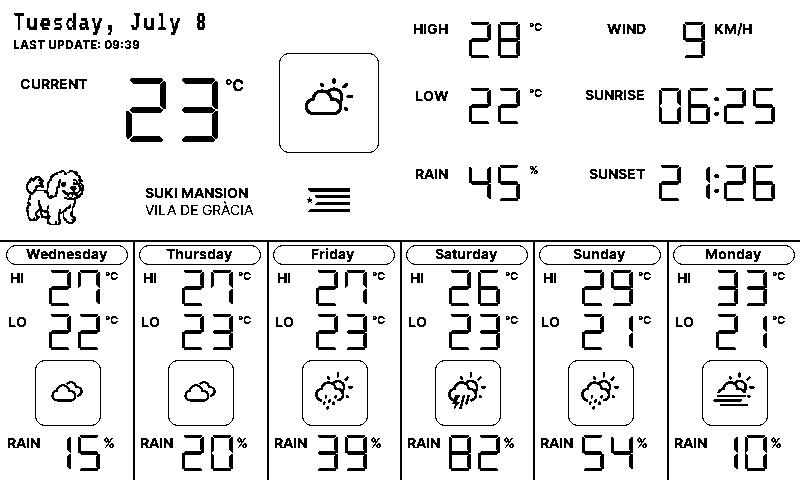 Tuesday, July 8
LAST UPDATE: 09:39
CURRENT 23 °C
SUKI MANSION
VILA DE GRÀCIA
HIGH 28 °C
LOW 22 °C
RAIN 45 %
WIND 9 KM/H
SUNRISE 06:25
SUNSET 21:26
Wednesday
HI 27 °C
LO 22 °C
RAIN 15 %
Thursday
HI 27 °C
LO 23 °C
RAIN 20 %
Friday
HI 27 °C
LO 23 °C
RAIN 39 %
Saturday
HI 26 °C
LO 23 °C
RAIN 82 %
Sunday
HI 29 °C
LO 21 °C
RAIN 54 %
Monday
HI 33 °C
LO 21 °C
RAIN 10 %